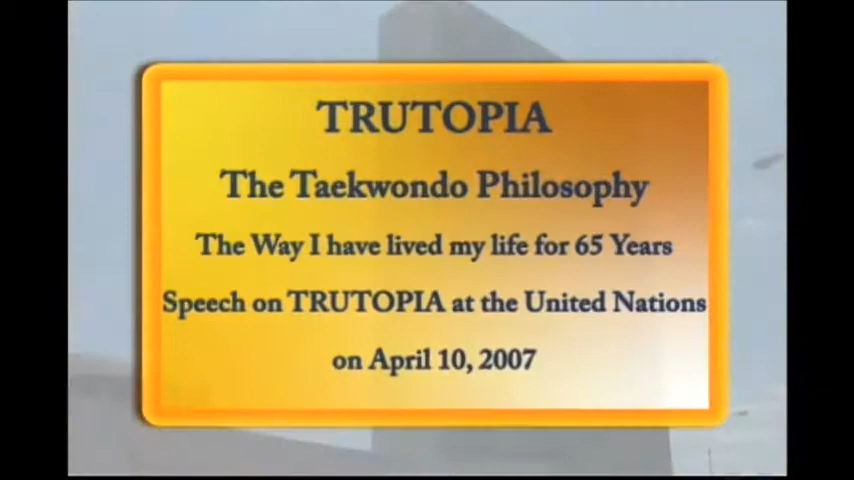 TRUTOPIA
The Taekwondo Philosophy
The Way I have lived my life for 65 Years
Speech on TRUTOPIA at the United Nations
on April 10, 2007